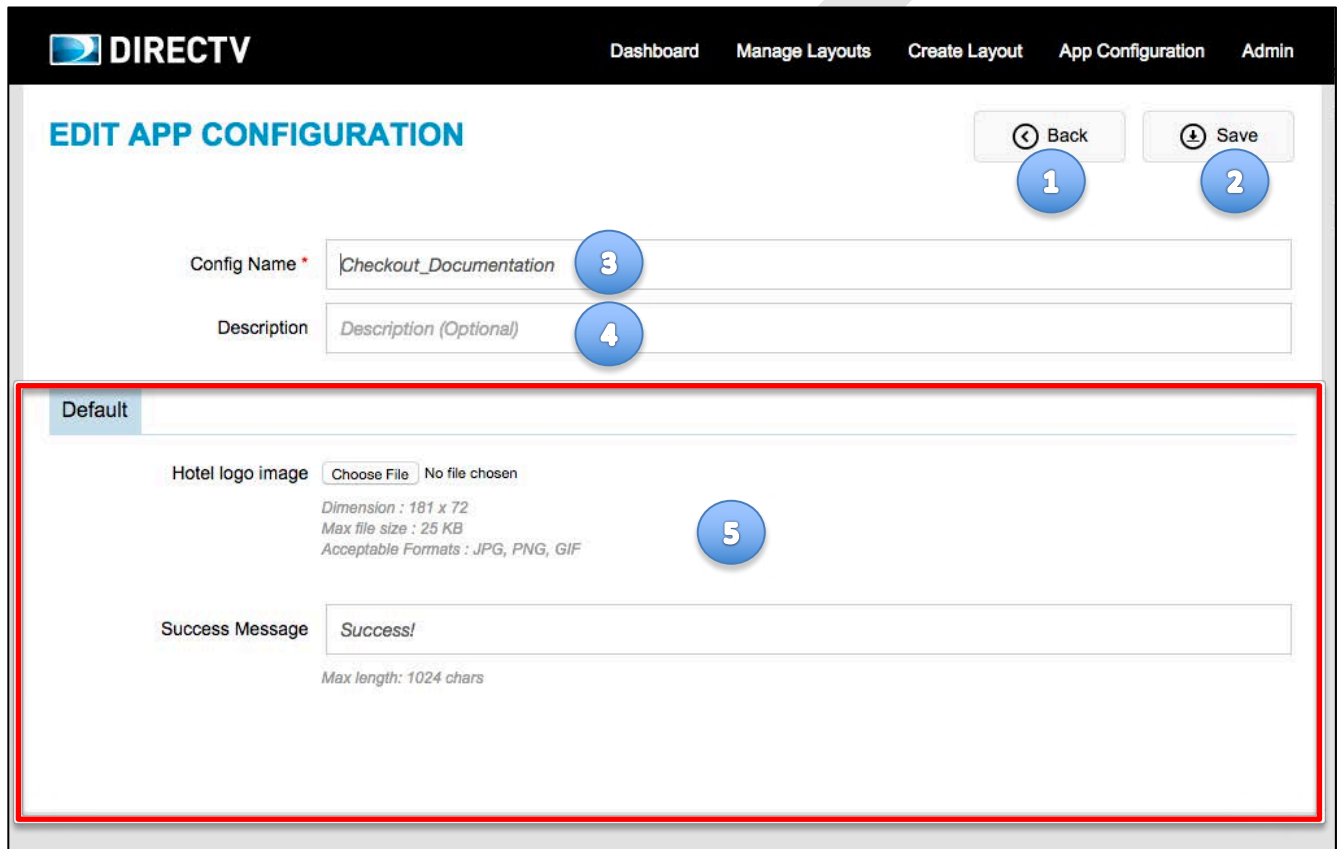 DIRECTV
Dashboard Manage Layouts Create Layout App Configuration Admin
EDIT APP CONFIGURATION
Back
Save
1
2
Config Name *
Checkout_Documentation
3
Description
Description (Optional)
4
Default
Hotel logo image
Choose File No file chosen
Dimension : 181 x 72
Max file size : 25 KB
Acceptable Formats : JPG, PNG, GIF
5
Success Message
Success!
Max length: 1024 chars